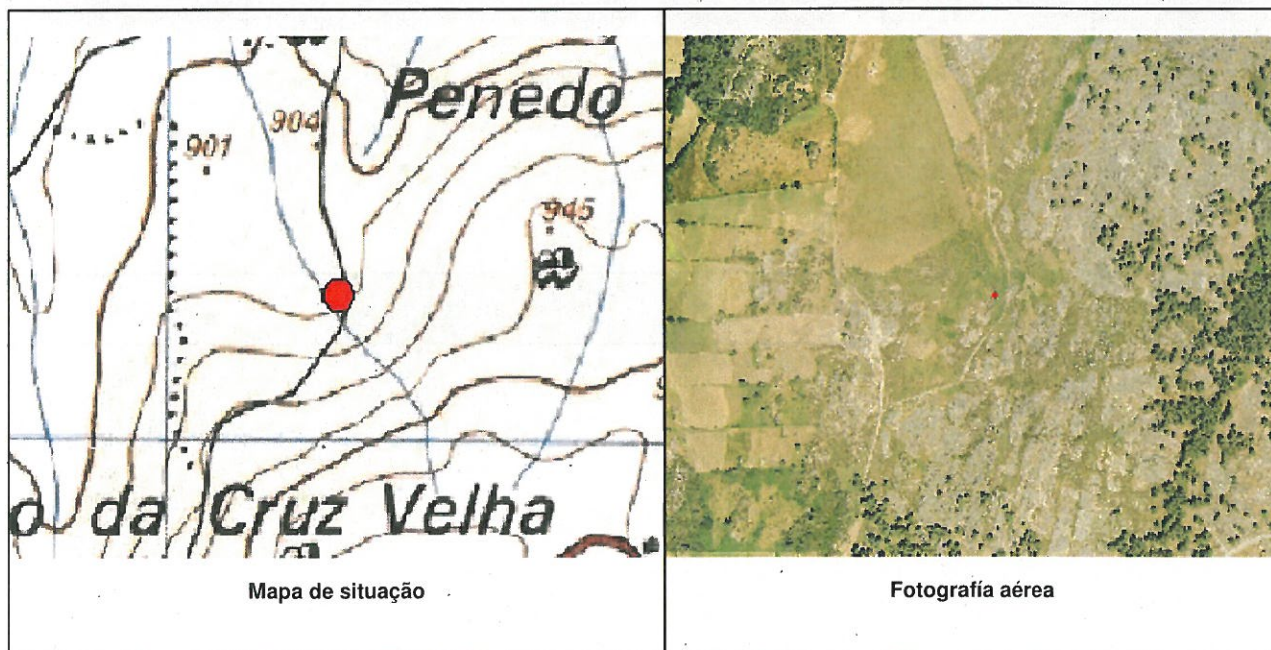 Penedo
904
901
945
o da Cruz Velha
Mapa de situação
Fotografía aérea